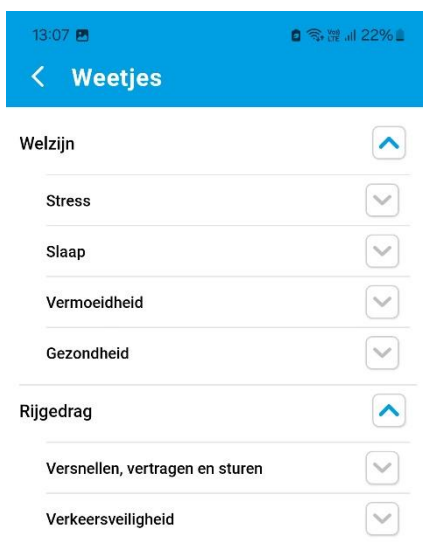 13:07 22%
Weetjes
Welzijn
Stress
Slaap
Vermoeidheid
Gezondheid
Rijgedrag
Versnellen, vertragen en sturen
Verkeersveiligheid